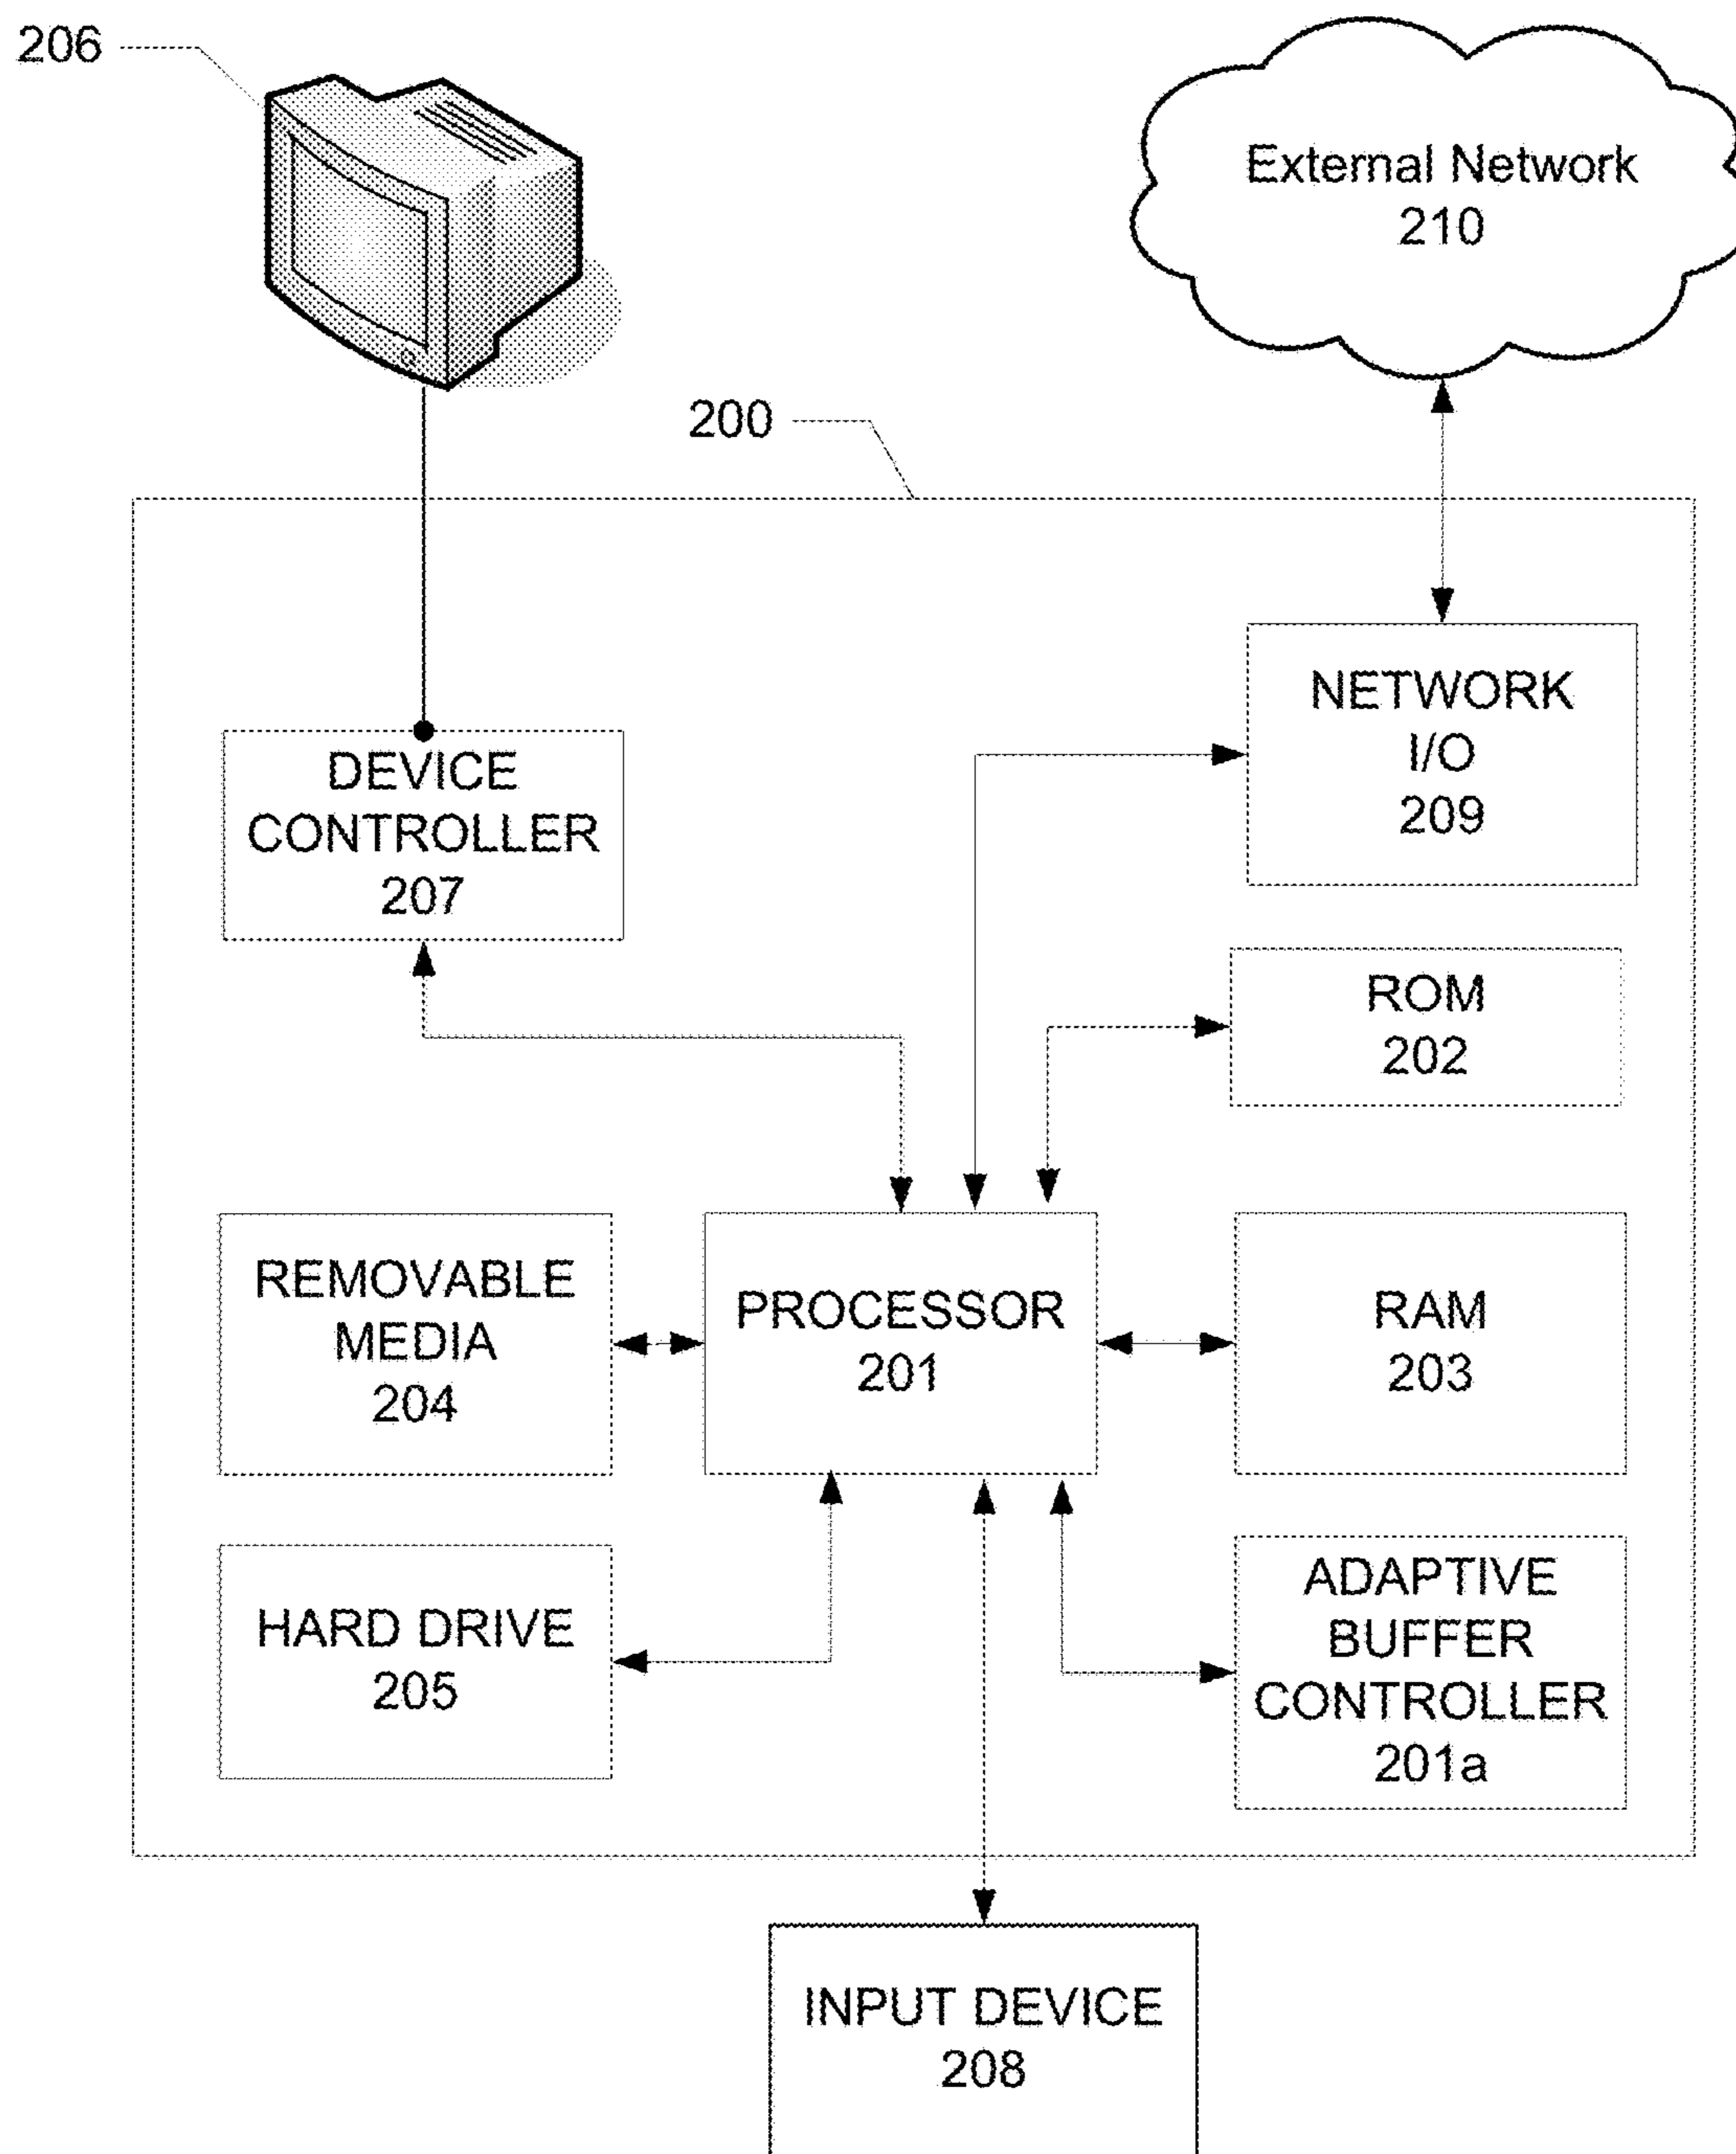 206
External Network
210
200
NETWORK
I/O
209
DEVICE
CONTROLLER
207
ROM
202
REMOVABLE
MEDIA
204
PROCESSOR
201
RAM
203
HARD DRIVE
205
ADAPTIVE
BUFFER
CONTROLLER
201a
INPUT DEVICE
208